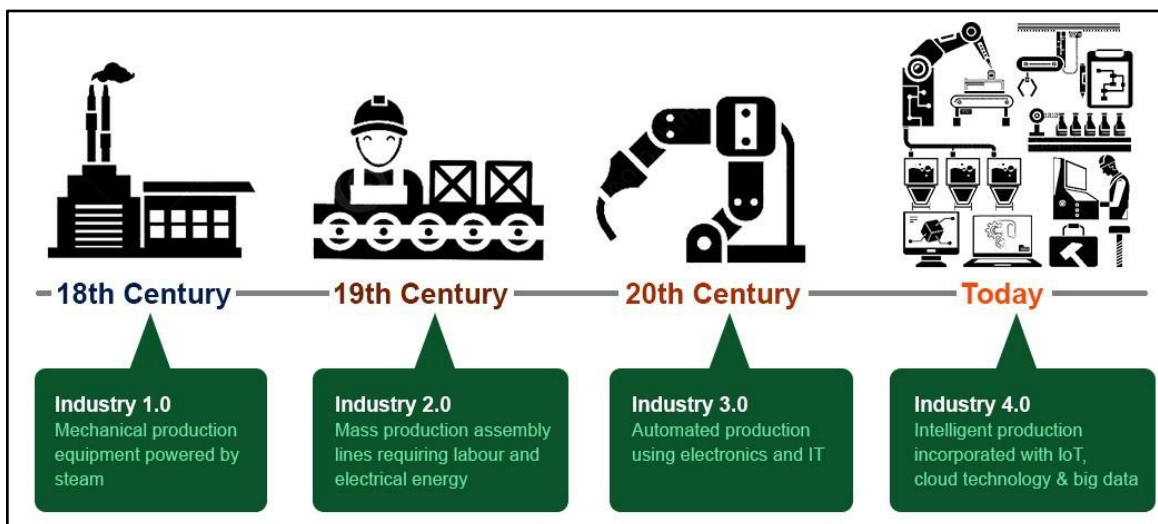 18th Century
19th Century
20th Century
Today
Industry 1.0
Mechanical production
equipment powered by
steam
Industry 2.0
Mass production assembly
lines requiring labour and
electrical energy
Industry 3.0
Automated production
using electronics and IT
Industry 4.0
Intelligent production
incorporated with IoT,
cloud technology & big data